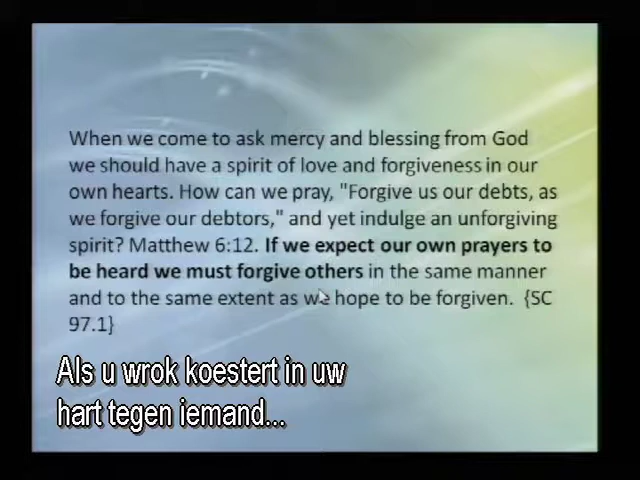 When we come to ask mercy and blessing from God
we should have a spirit of love and forgiveness in our
own hearts. How can we pray, "Forgive us our debts, as
we forgive our debtors," and yet indulge an unforgiving
spirit? Matthew 6:12. If we expect our own prayers to
be heard we must forgive others in the same manner
and to the same extent as we hope to be forgiven. {SC
97.1}
Als u wrok koestert in uw
hart tegen iemand...